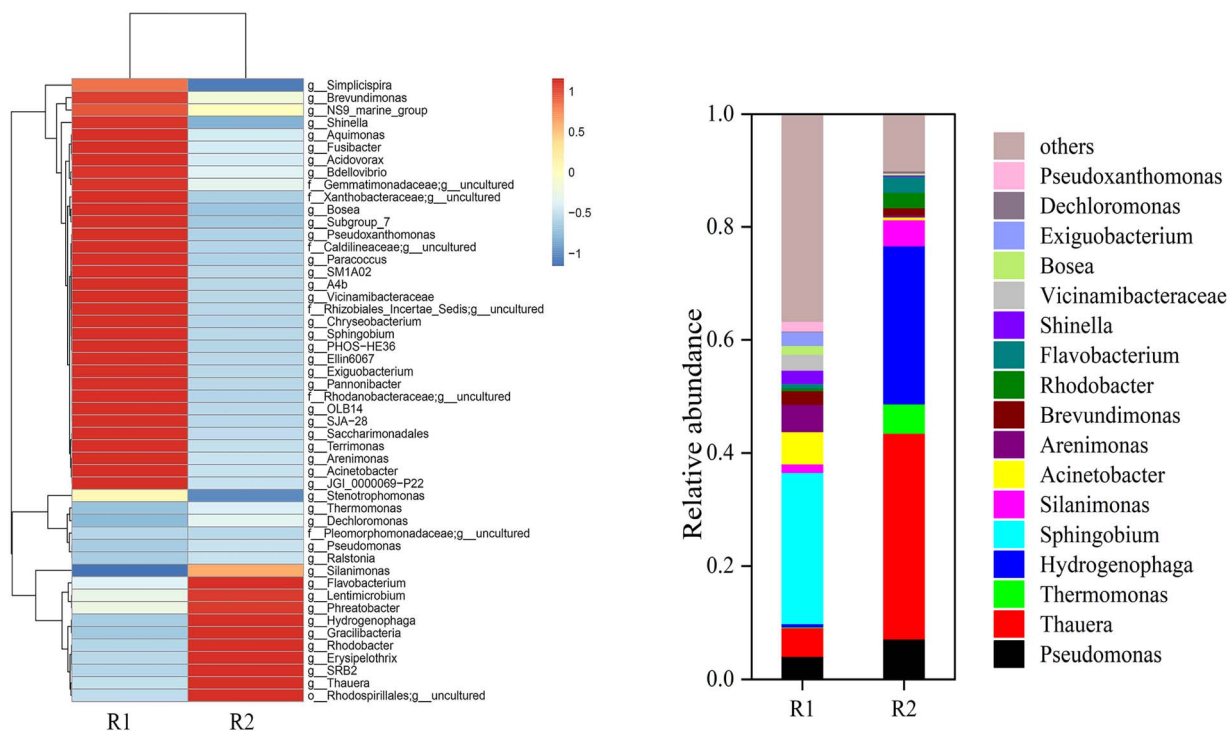 g__Simplicispira
g__Brevundimonas
g__NS9_marine_group
g__Shinella
g__Aquimonas
g__Fusibacter
g__Acidovorax
g__Bdellovibrio
f__Gemmatimonadaceae;g__uncultured
f__Xanthobacteraceae;g__uncultured
g__Bosea
g__Subgroup_7
g__Pseudoxanthomonas
f__Caldilineaceae;g__uncultured
g__Paracoccus
g__SM1A02
g__A4b
g__Vicinamibacteraceae
f__Rhizobiales_Incertae_Sedis;g__uncultured
g__Chryseobacterium
g__Sphingobium
g__PHOS−HE36
g__Ellin6067
g__Exiguobacterium
g__Pannonibacter
f__Rhodanobacteraceae;g__uncultured
g__OLB14
g__SJA−28
g__Saccharimonadales
g__Terrimonas
g__Arenimonas
g__Acinetobacter
g__JGI_0000069−P22
g__Stenotrophomonas
g__Thermomonas
g__Dechloromonas
f__Pleomorphomonadaceae;g__uncultured
g__Pseudomonas
g__Ralstonia
g__Silanimonas
g__Flavobacterium
g__Lentimicrobium
g__Phreatobacter
g__Hydrogenophaga
g__Gracilibacteria
g__Rhodobacter
g__Erysipelothrix
g__SRB2
g__Thauera
o__Rhodospirillales;g__uncultured
R1 R2
1
0.5
0
−0.5
−1
Relative abundance
1.0
0.8
0.6
0.4
0.2
0.0
R1 R2
others
Pseudoxanthomonas
Dechloromonas
Exiguobacterium
Bosea
Vicinamibacteraceae
Shinella
Flavobacterium
Rhodobacter
Brevundimonas
Arenimonas
Acinetobacter
Silanimonas
Sphingobium
Hydrogenophaga
Thermomonas
Thauera
Pseudomonas